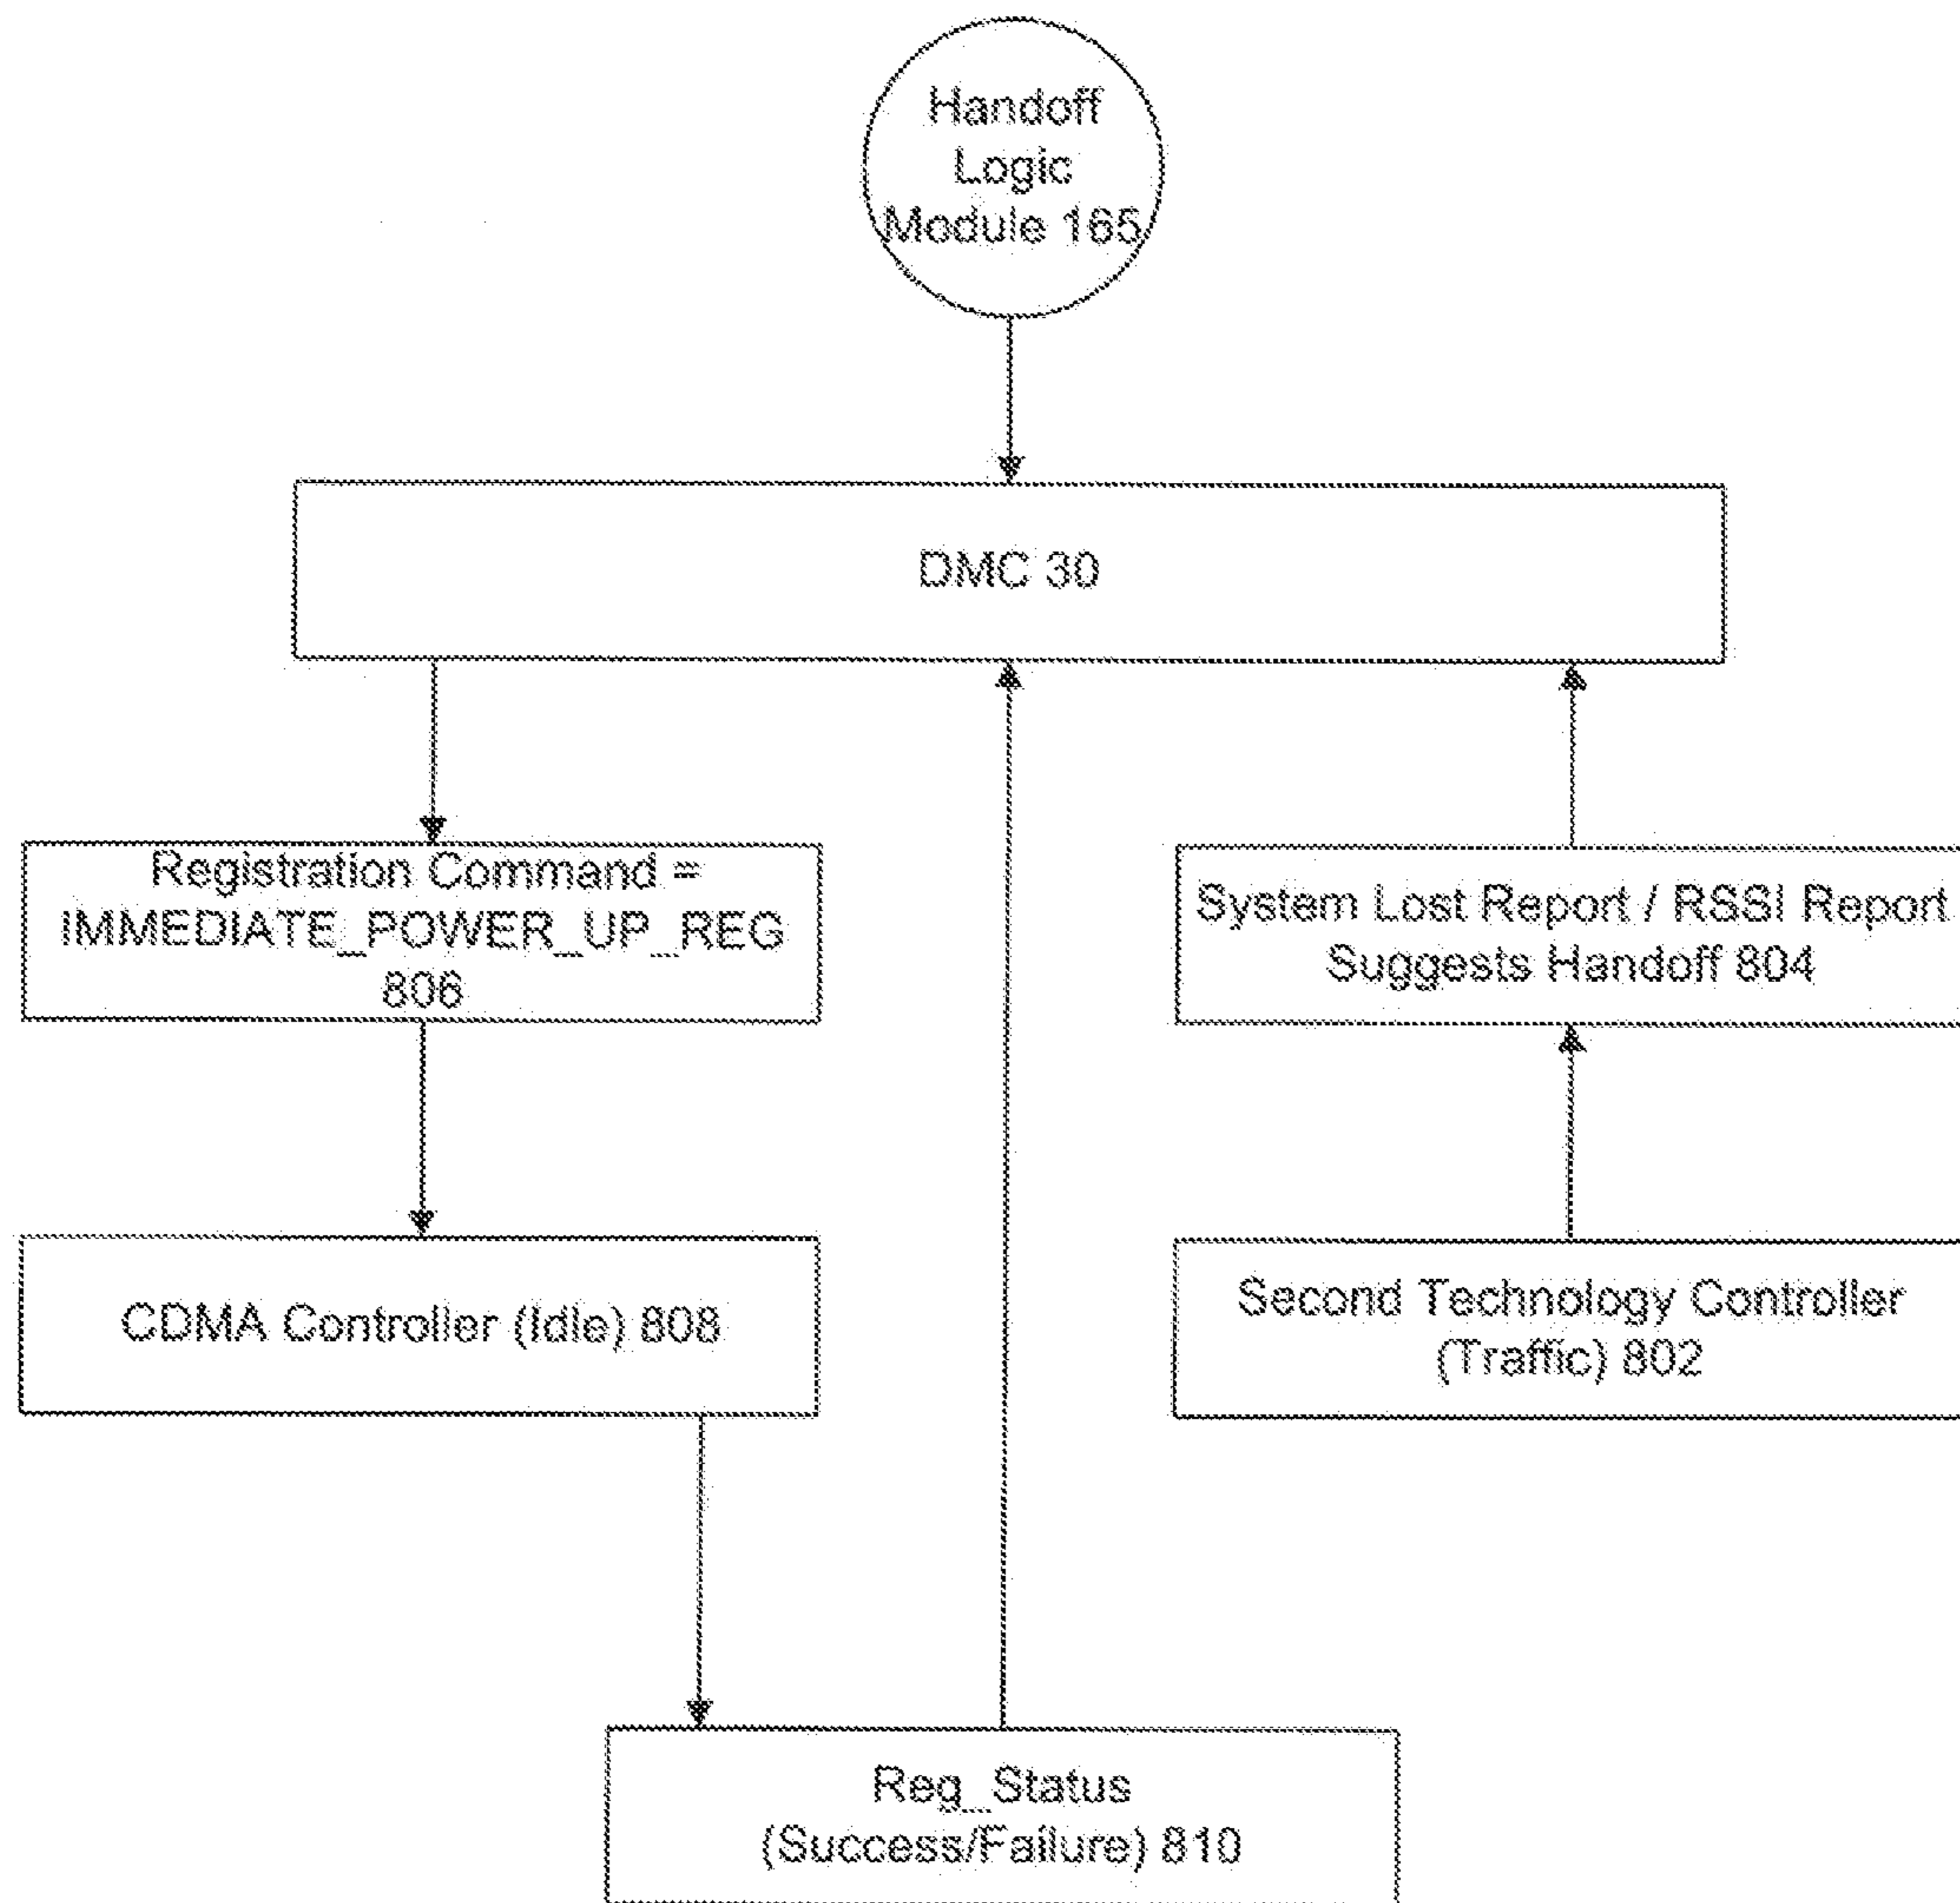 Handoff
Logic
Module 165
DMC 30
Registration Command =
IMMEDIATE_POWER_UP_REG
806
System Lost Report / RSSI Report
Suggests Handoff 804
CDMA Controller (Idle) 808
Second Technology Controller
(Traffic) 802
Reg_Status
(Success/Failure) 810